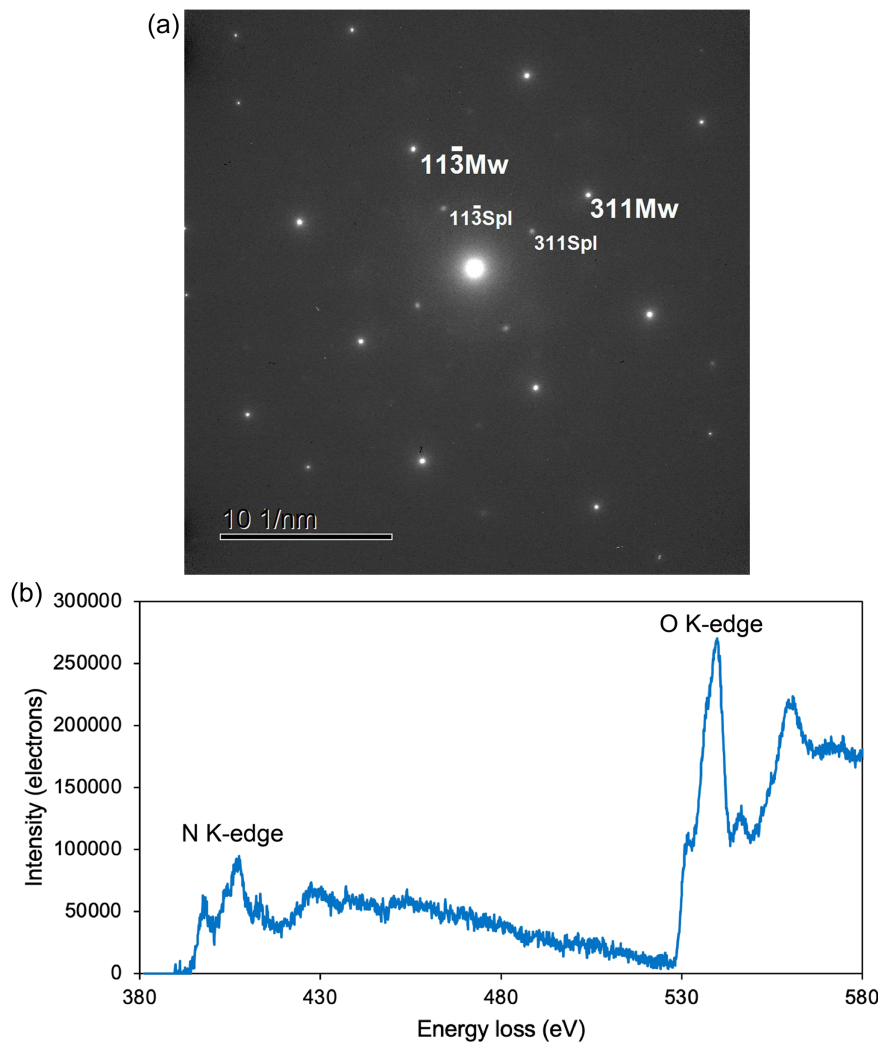 (a)
113̄Mw
113̄Spl
311Mw
311Spl
10 1/nm
(b)
300000
250000
200000
150000
100000
50000
0
Intensity (electrons)
N K-edge
O K-edge
380
430
480
530
580
Energy loss (eV)